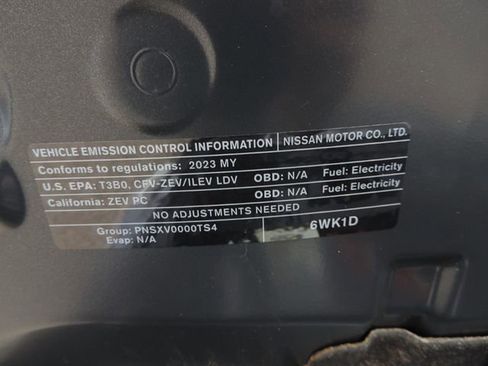 VEHICLE EMISSION CONTROL INFORMATION NISSAN MOTOR CO., LTD.
Conforms to regulations: 2023 MY
U.S. EPA: T3B0, CFV-ZEV/ILEV LDV OBD: N/A Fuel: Electricity
California: ZEV PC OBD: N/A Fuel: Electricity
NO ADJUSTMENTS NEEDED
Group: PNSXV0000TS4 6WK1D
Evap: N/A